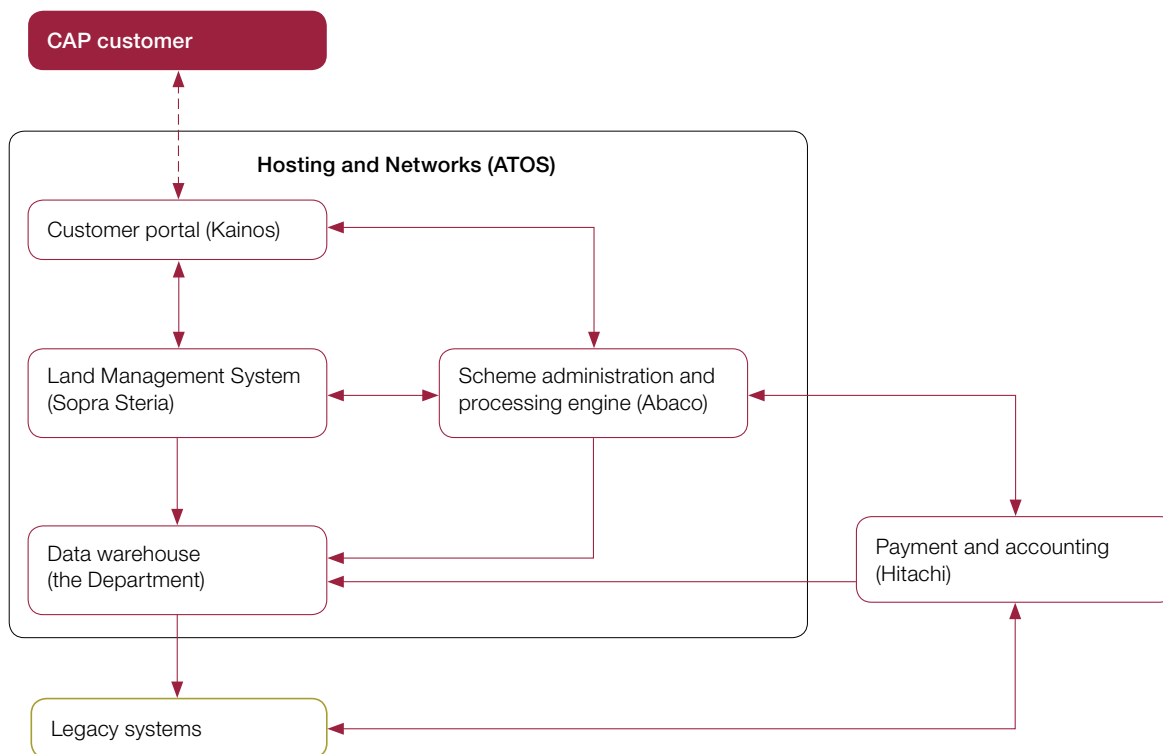 CAP customer
Hosting and Networks (ATOS)
Customer portal (Kainos)
Land Management System
(Sopra Steria)
Scheme administration and
processing engine (Abaco)
Data warehouse
(the Department)
Payment and accounting
(Hitachi)
Legacy systems